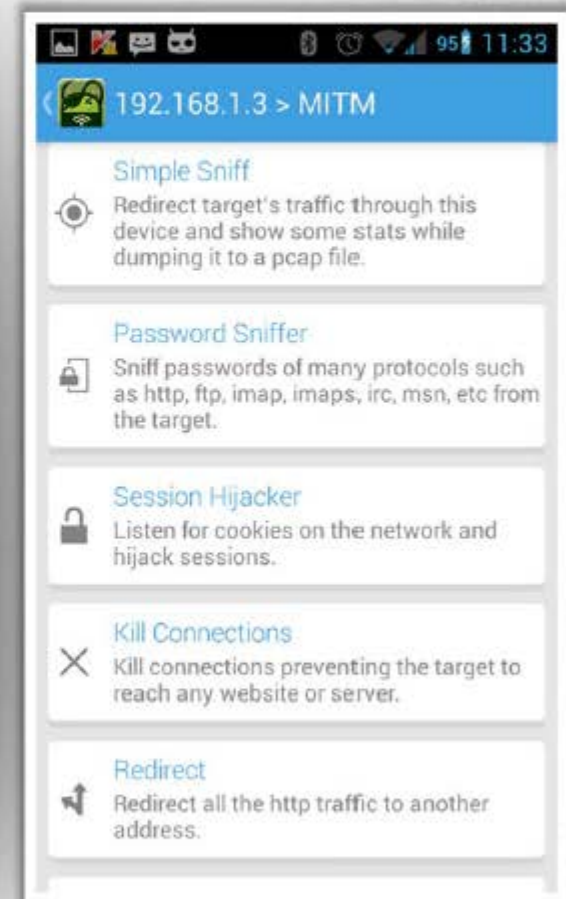 95 11:33
192.168.1.3 > MITM
Simple Sniff
Redirect target's traffic through this
device and show some stats while
dumping it to a pcap file.
Password Sniffer
Sniff passwords of many protocols such
as http, ftp, imap, imaps, irc, msn, etc from
the target.
Session Hijacker
Listen for cookies on the network and
hijack sessions.
Kill Connections
Kill connections preventing the target to
reach any website or server.
Redirect
Redirect all the http traffic to another
address.